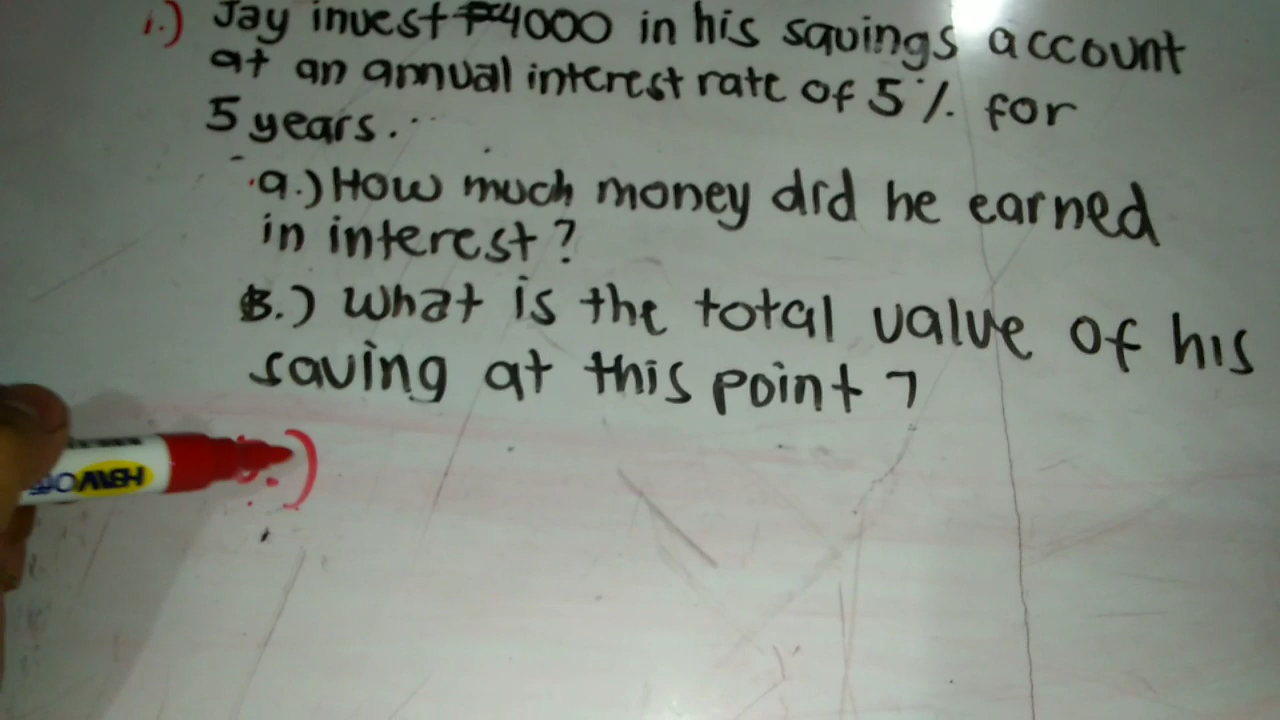 1.) Jay invest ₱4000 in his savings account
at an annual interest rate of 5% for
5 years.
a.) How much money did he earned
in interest?
B.) What is the total value of his
saving at this point ?
a.)
HBW